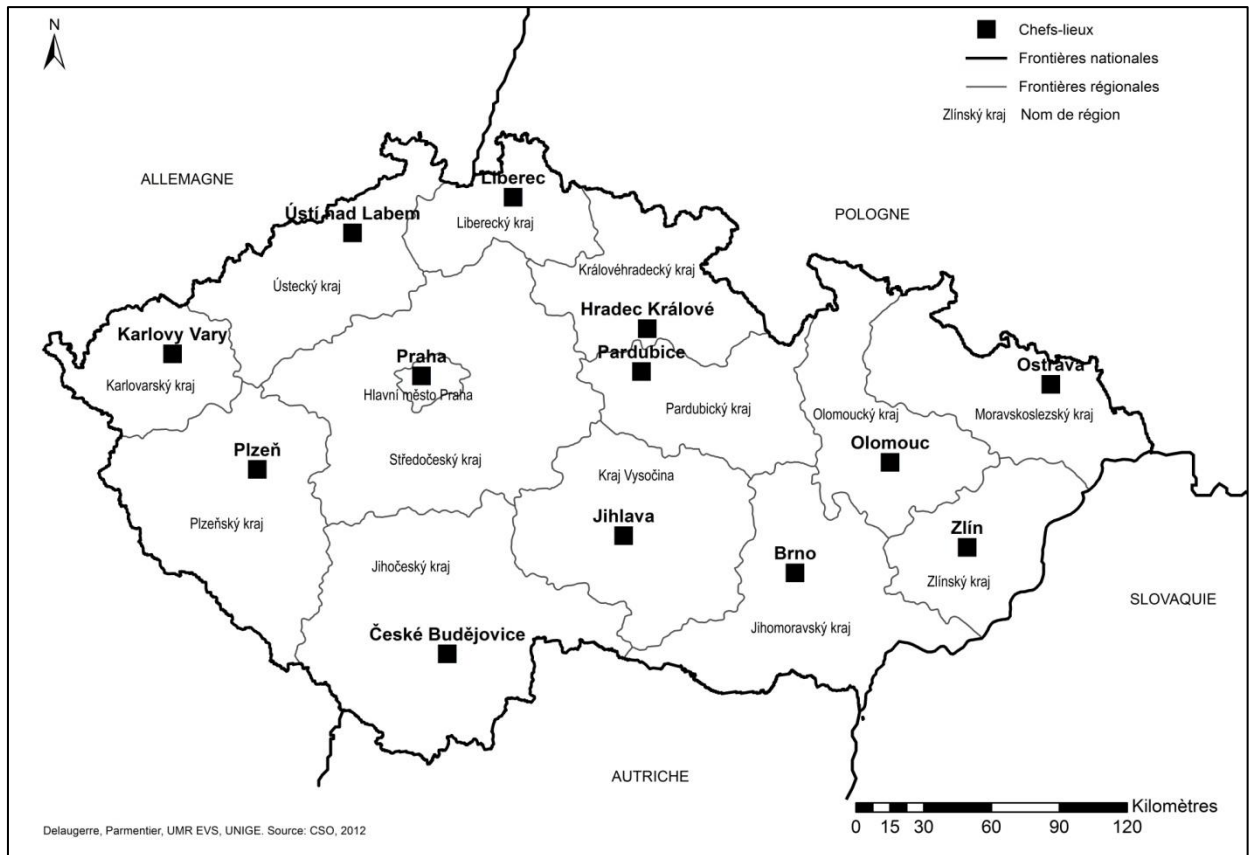 N
Chefs-lieux
Frontières nationales
Frontières régionales
Zlínský kraj Nom de région
ALLEMAGNE
Liberec
Ústí nad Labem
Liberecký kraj
POLOGNE
Královéhradecký kraj
Ústecký kraj
Hradec Králové
Karlovy Vary
Praha
Pardubice
Ostrava
Karlovarský kraj
Hlavní město Praha
Pardubický kraj
Olomoucký kraj
Moravskoslezský kraj
Plzeň
Olomouc
Středočeský kraj
Kraj Vysočina
Plzeňský kraj
Jihlava
Zlín
Brno
Jihočeský kraj
Zlínský kraj
SLOVAQUIE
Jihomoravský kraj
České Budějovice
AUTRICHE
Kilomètres
0 15 30 60 90 120
Delaugerre, Parmentier, UMR EVS, UNIGE. Source: CSO, 2012